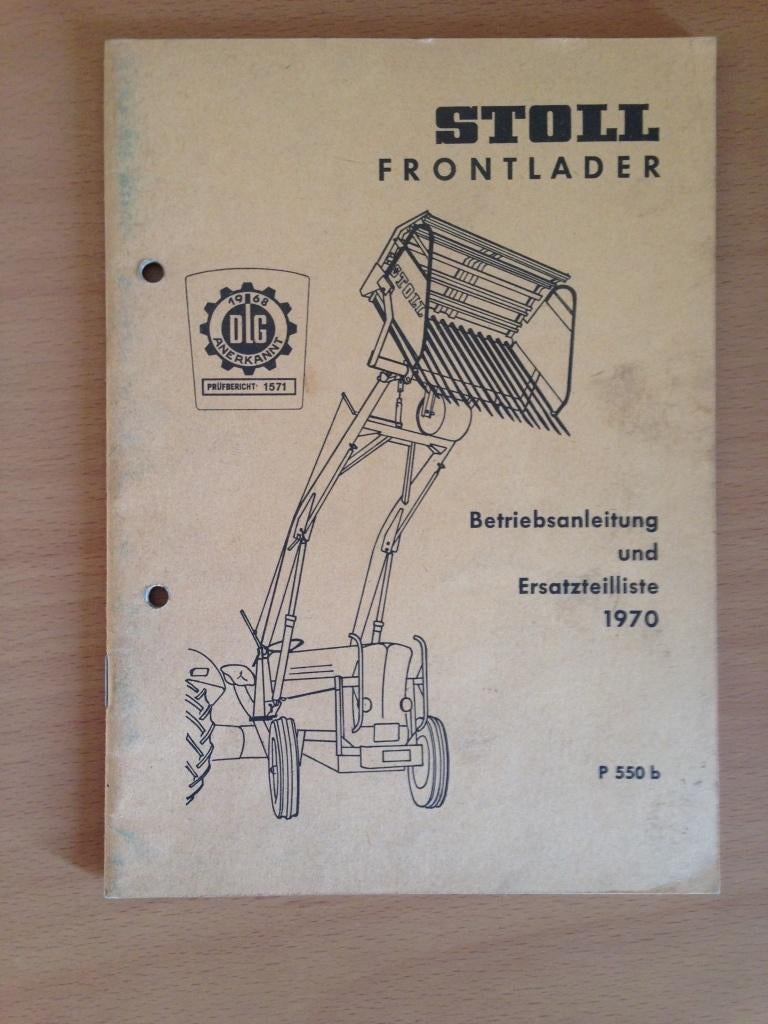 STOLL
FRONTLADER
STOLL
1968
DLG
ANERKANNT
PRÜFBERICHT· 1571
Betriebsanleitung
und
Ersatzteilliste
1970
P 550 b